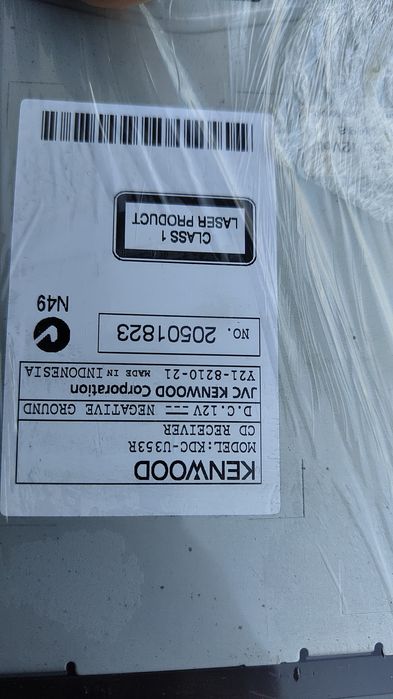 KENWOOD
MODEL:KDC-U353R
CD RECEIVER
D.C.12V ⎓ NEGATIVE GROUND
JVC KENWOOD Corporation
Y21-8210-21 MADE IN INDONESIA
NO. 20501823
N49
CLASS 1
LASER PRODUCT